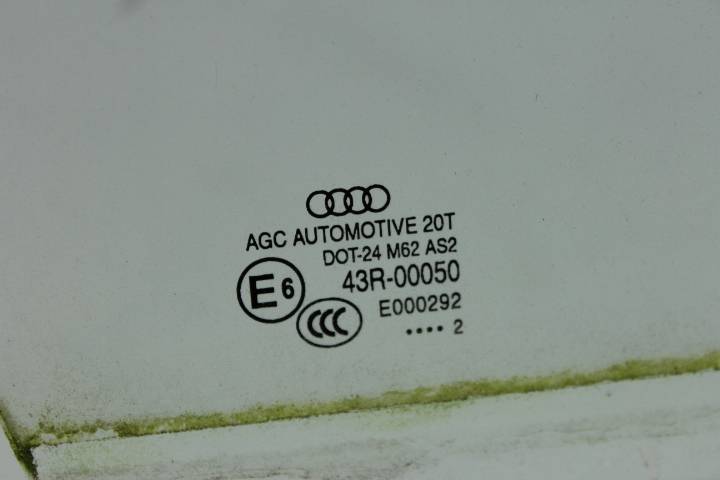 AGC AUTOMOTIVE 20T
DOT-24 M62 AS2
43R-00050
E6
E000292
CCC
•••• 2